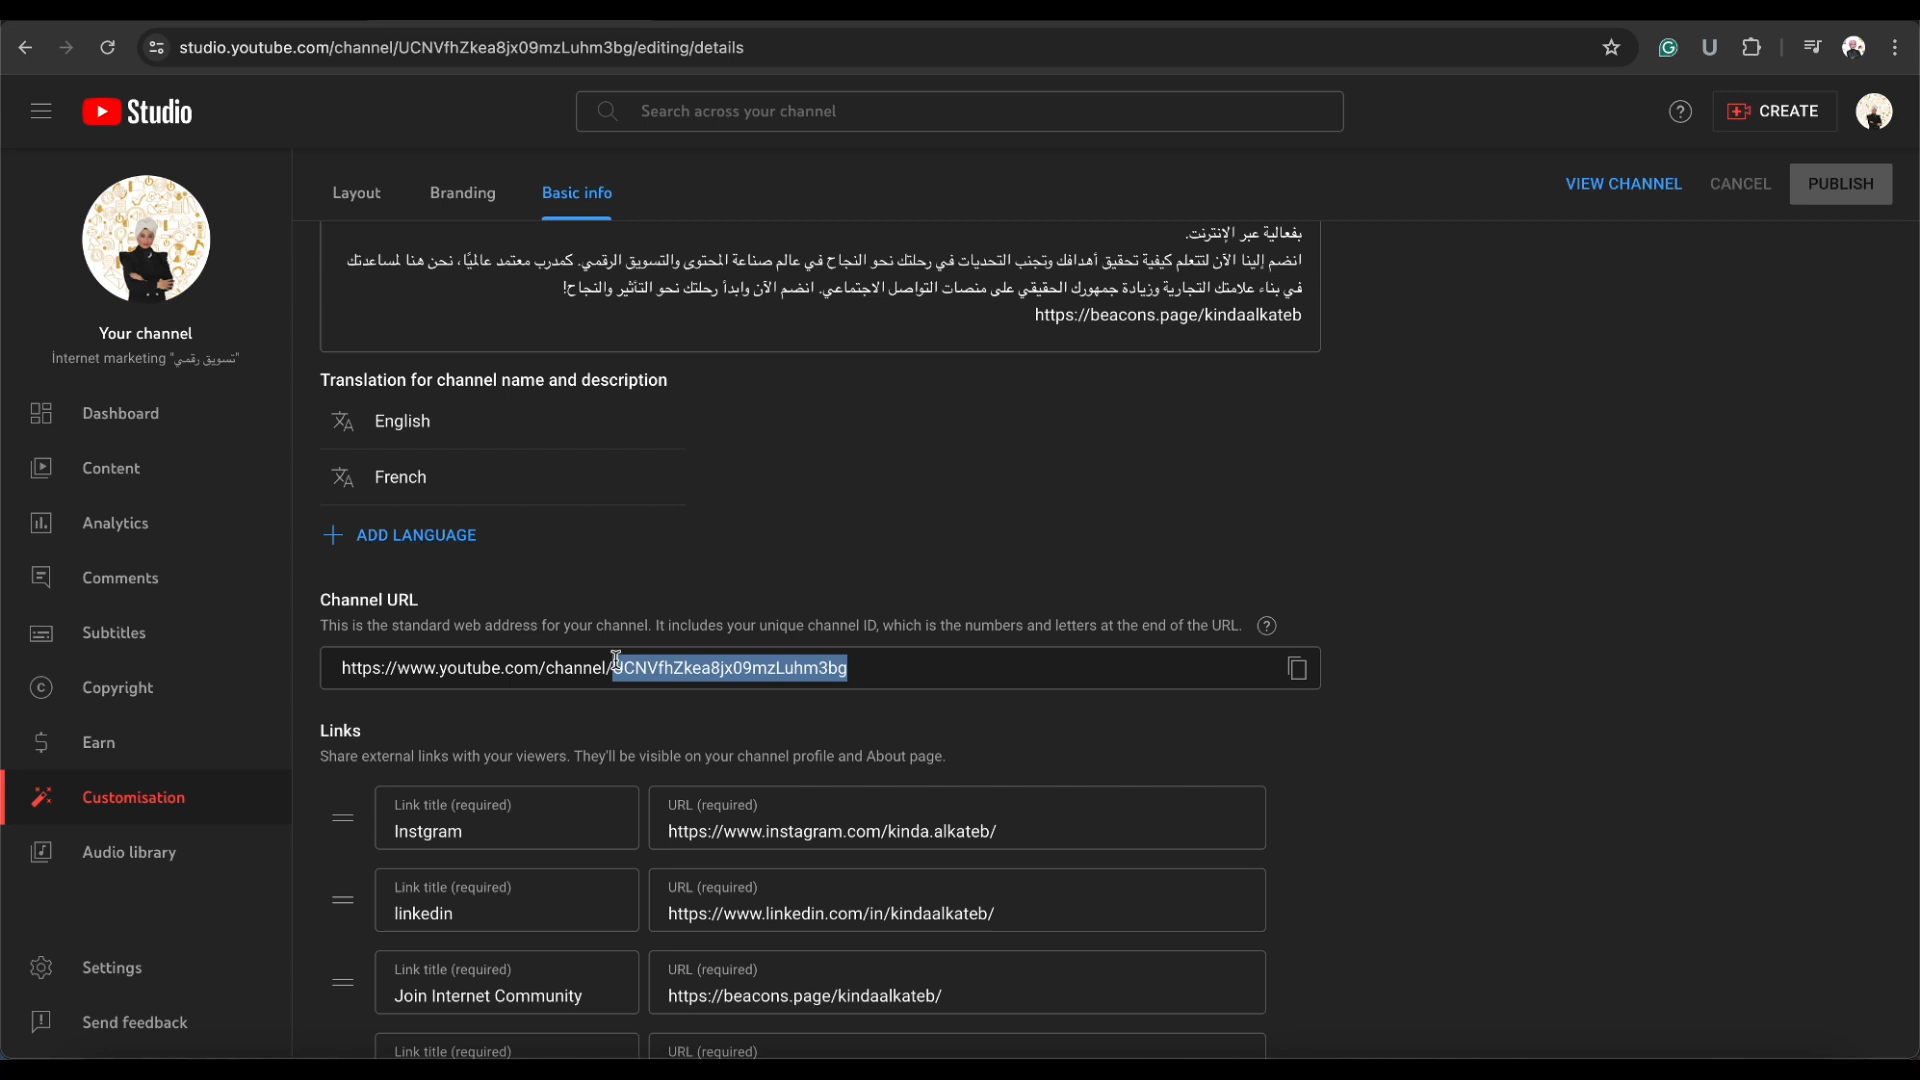 studio.youtube.com/channel/UCNVfhZkea8jx09mzLuhm3bg/editing/details
Studio
Search across your channel
CREATE
Your channel
İnternet marketing "تسويق رقمي"
Dashboard
Content
Analytics
Comments
Subtitles
Copyright
Earn
Customisation
Audio library
Settings
Send feedback
Layout
Branding
Basic info
VIEW CHANNEL
CANCEL
PUBLISH
بفعالية عبر الإنترنت.
انضم إلينا الآن لتتعلم كيفية تحقيق أهدافك وتجنب التحديات في رحلتك نحو النجاح في عالم صناعة المحتوى والتسويق الرقمي. كمدرب معتمد عالميًا، نحن هنا لمساعدتك
في بناء علامتك التجارية وزيادة جمهورك الحقيقي على منصات التواصل الاجتماعي. انضم الآن وابدأ رحلتك نحو التأثير والنجاح!
https://beacons.page/kindaalkateb
Translation for channel name and description
English
French
ADD LANGUAGE
Channel URL
This is the standard web address for your channel. It includes your unique channel ID, which is the numbers and letters at the end of the URL.
https://www.youtube.com/channel/UCNVfhZkea8jx09mzLuhm3bg
Links
Share external links with your viewers. They'll be visible on your channel profile and About page.
Link title (required)
Instgram
URL (required)
https://www.instagram.com/kinda.alkateb/
Link title (required)
linkedin
URL (required)
https://www.linkedin.com/in/kindaalkateb/
Link title (required)
Join Internet Community
URL (required)
https://beacons.page/kindaalkateb/
Link title (required)
URL (required)